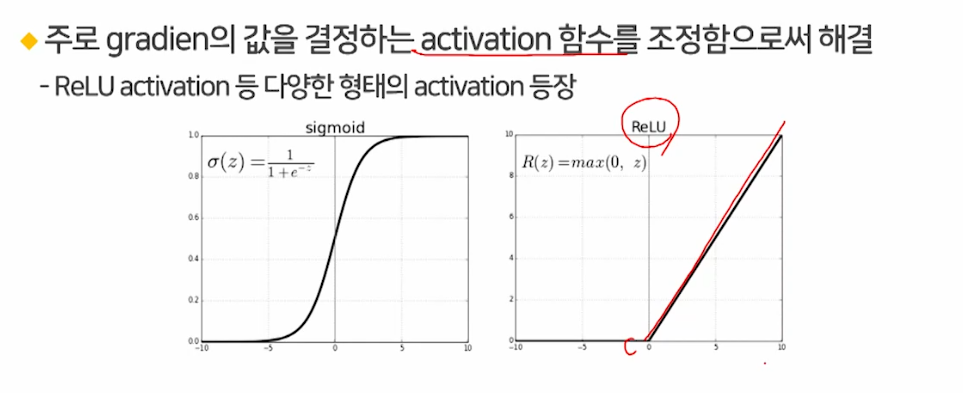 주로 gradien의 값을 결정하는 activation 함수를 조정함으로써 해결
- ReLU activation 등 다양한 형태의 activation 등장
sigmoid
σ(z) = 1/(1+e^-z)
1.0
0.8
0.6
0.4
0.2
0.0
-10 -5 0 5 10
ReLU
R(z) = max(0, z)
10
8
6
4
2
0
-10 -5 0 5 10